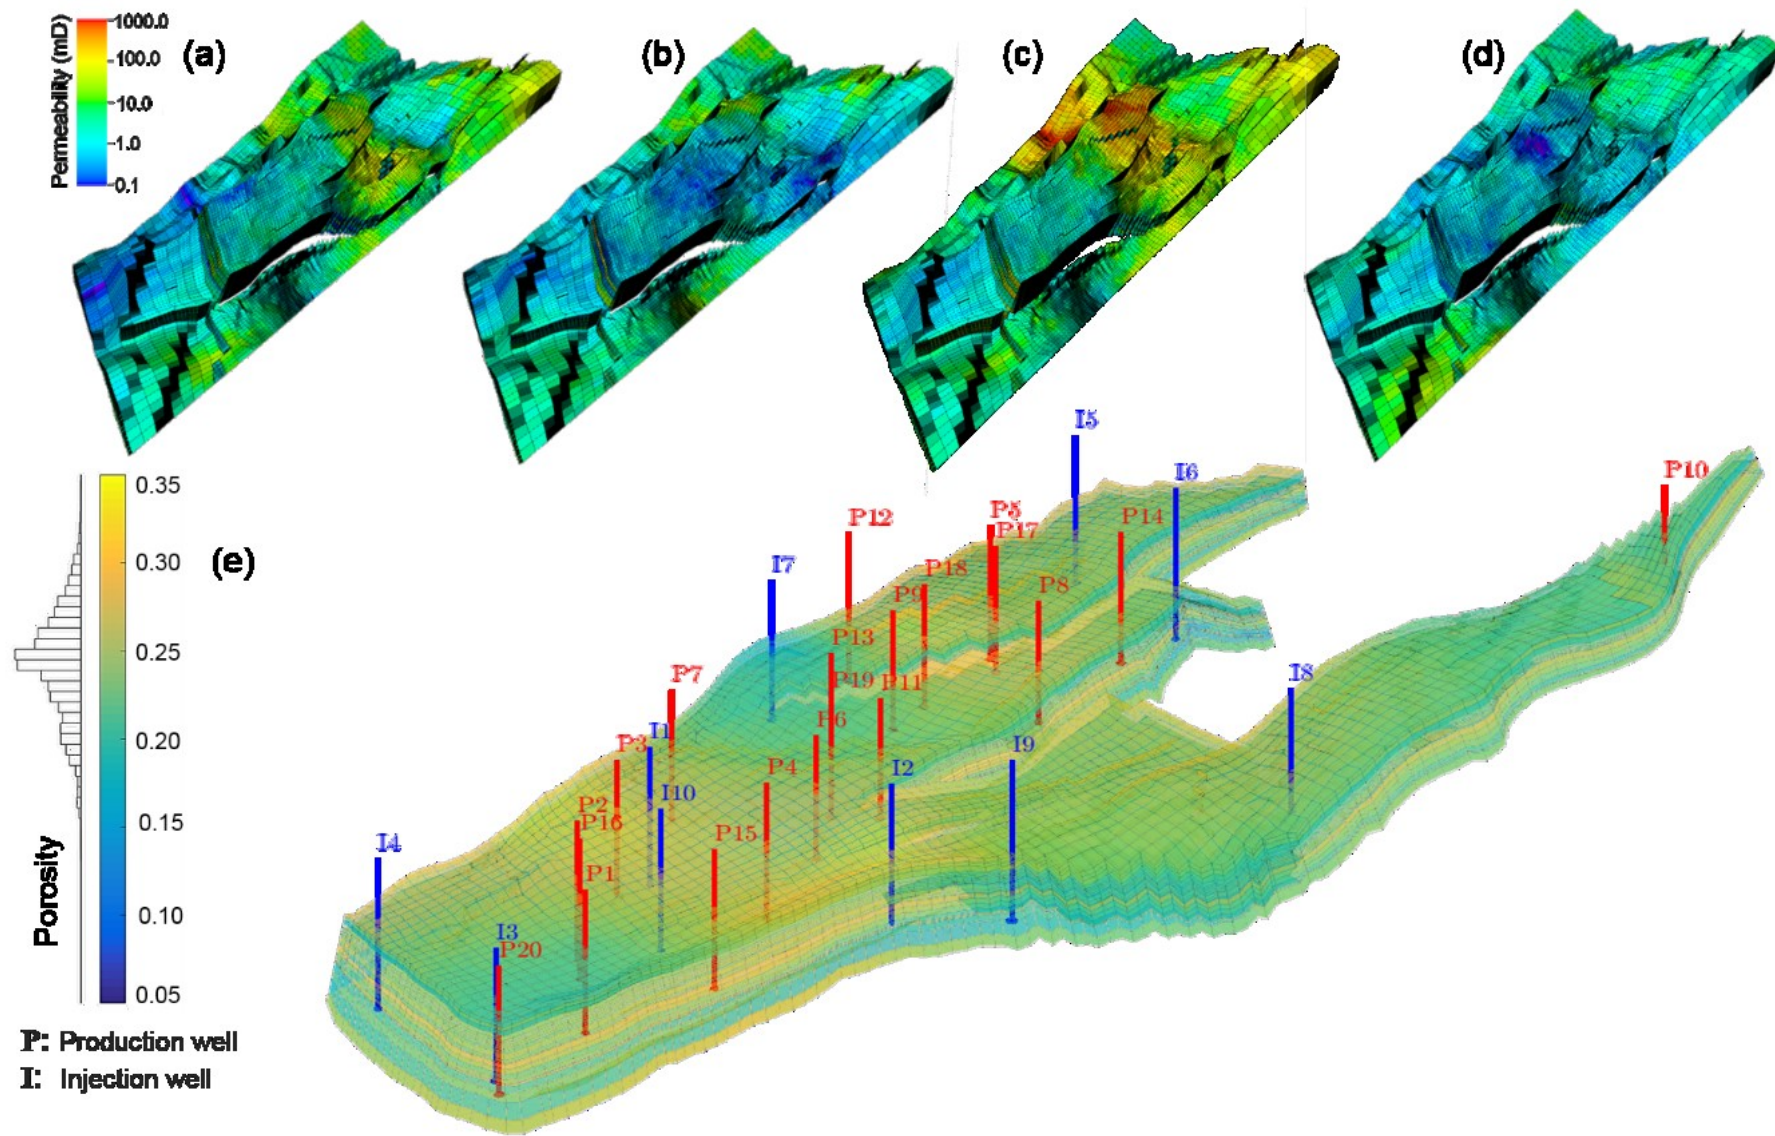 1000.0
100.0
10.0
1.0
0.1
Permeability (mD)
(a)
(b)
(c)
(d)
I5
I6
P10
P12
P5
P17
P14
I7
P18
P9
P8
P13
P7
P19
P11
I8
P6
I1
P3
I9
I2
P4
I10
P2
P16
P15
I4
P1
I3
P20
0.35
0.30
0.25
0.20
0.15
0.10
0.05
Porosity
(e)
P: Production well
I: Injection well